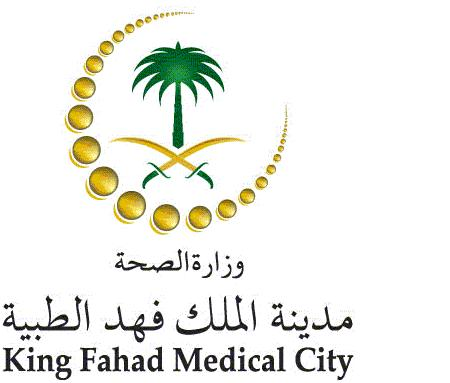 وزارة الصحة
مدينة الملك فهد الطبية
King Fahad Medical City